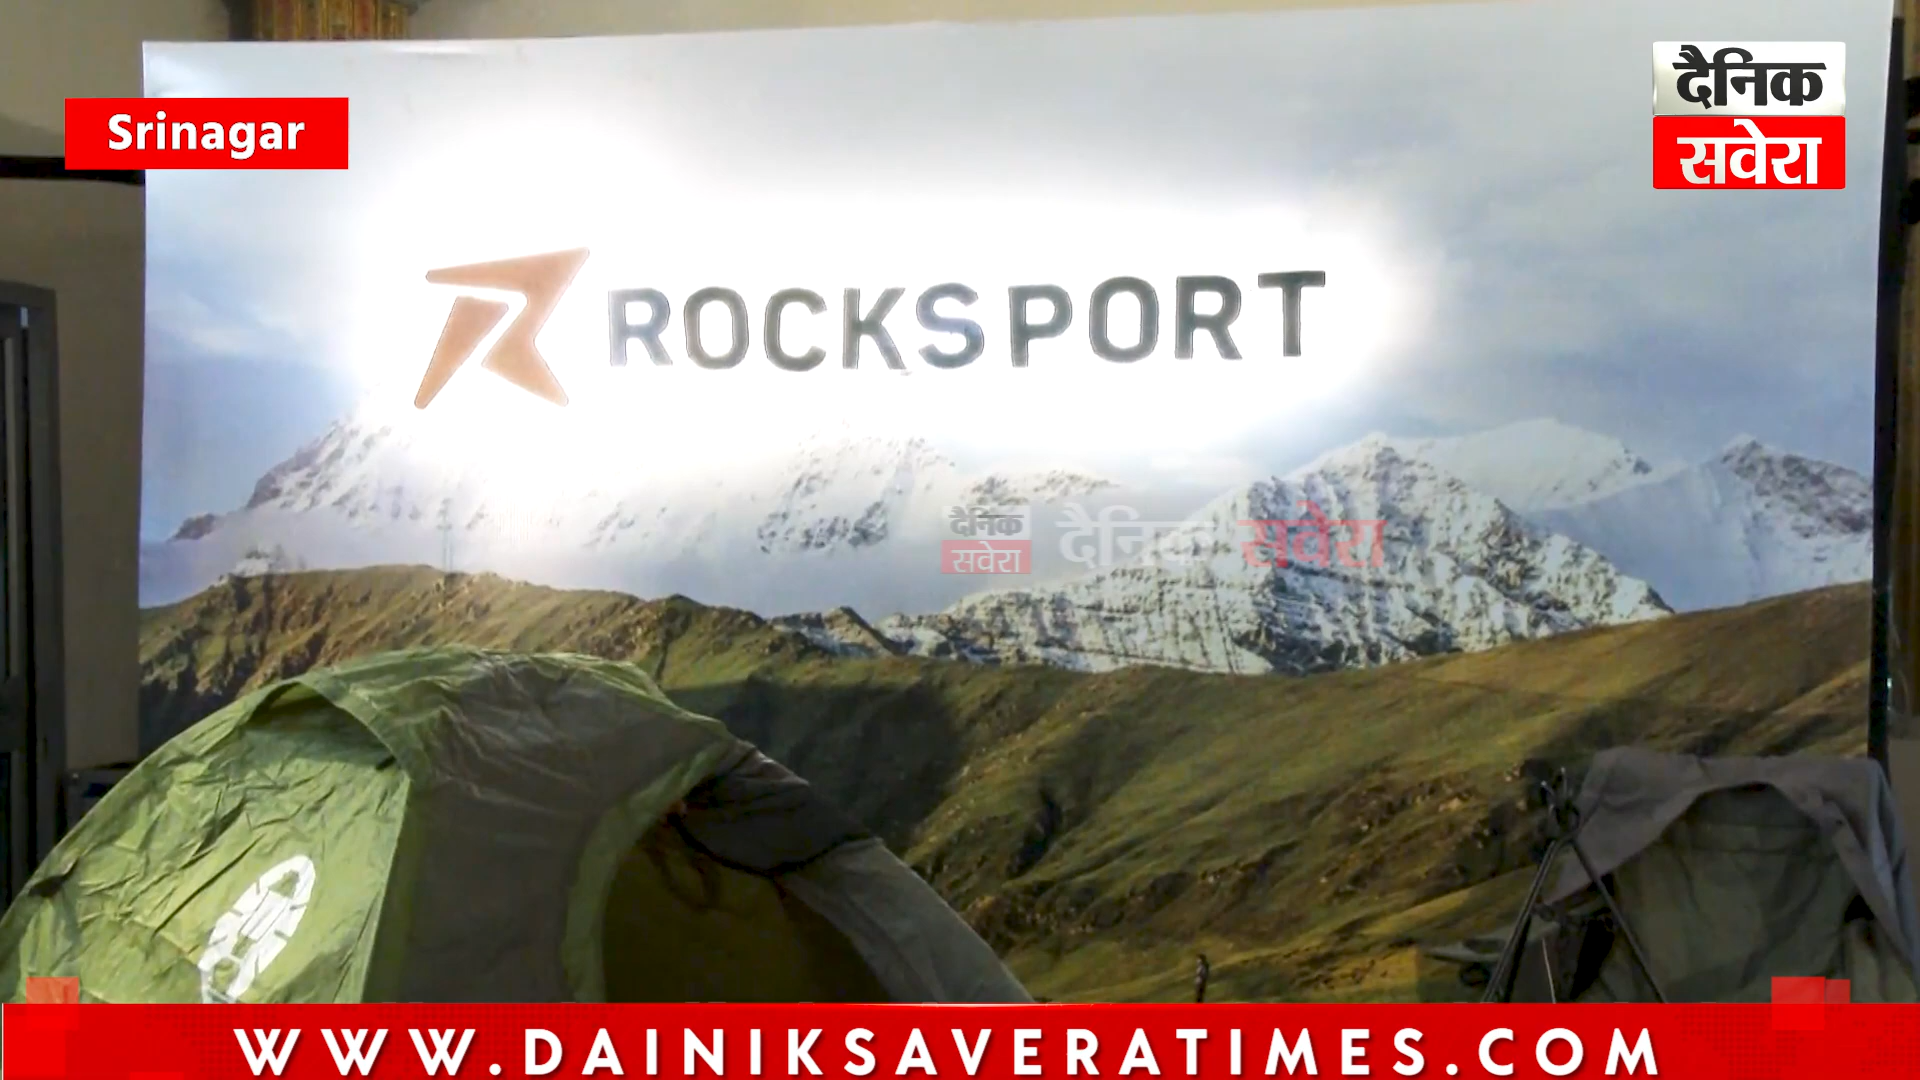 Srinagar
दैनिक
सवेरा
ROCKSPORT
दैनिक
सवेरा
दैनिक सवेरा
WWW.DAINIKSAVERATIMES.COM